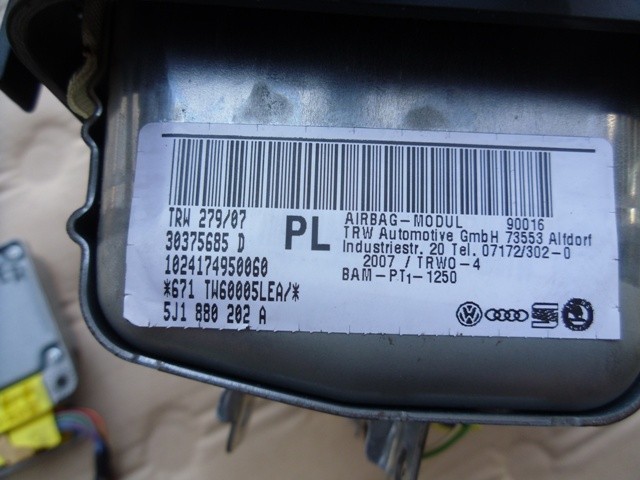 TRW 279/07
30375685 D
1024174950060
*671 TW60005LEA/*
5J1 880 202 A
PL
AIRBAG-MODUL 90016
TRW Automotive GmbH 73553 Alfdorf
Industriestr. 20 Tel. 07172/302-0
2007 / TRWO-4
BAM-PT1-1250